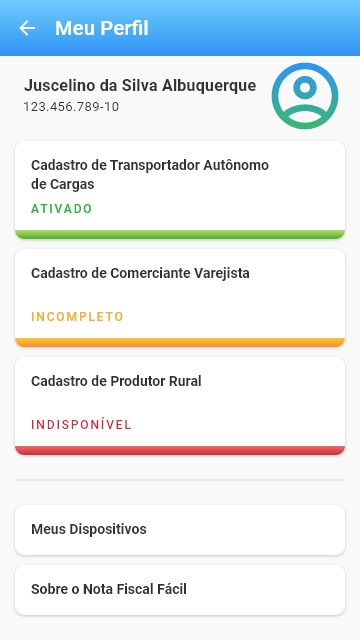 Meu Perfil
Juscelino da Silva Albuquerque
123.456.789-10
Cadastro de Transportador Autônomo
de Cargas
ATIVADO
Cadastro de Comerciante Varejista
INCOMPLETO
Cadastro de Produtor Rural
INDISPONÍVEL
Meus Dispositivos
Sobre o Nota Fiscal Fácil